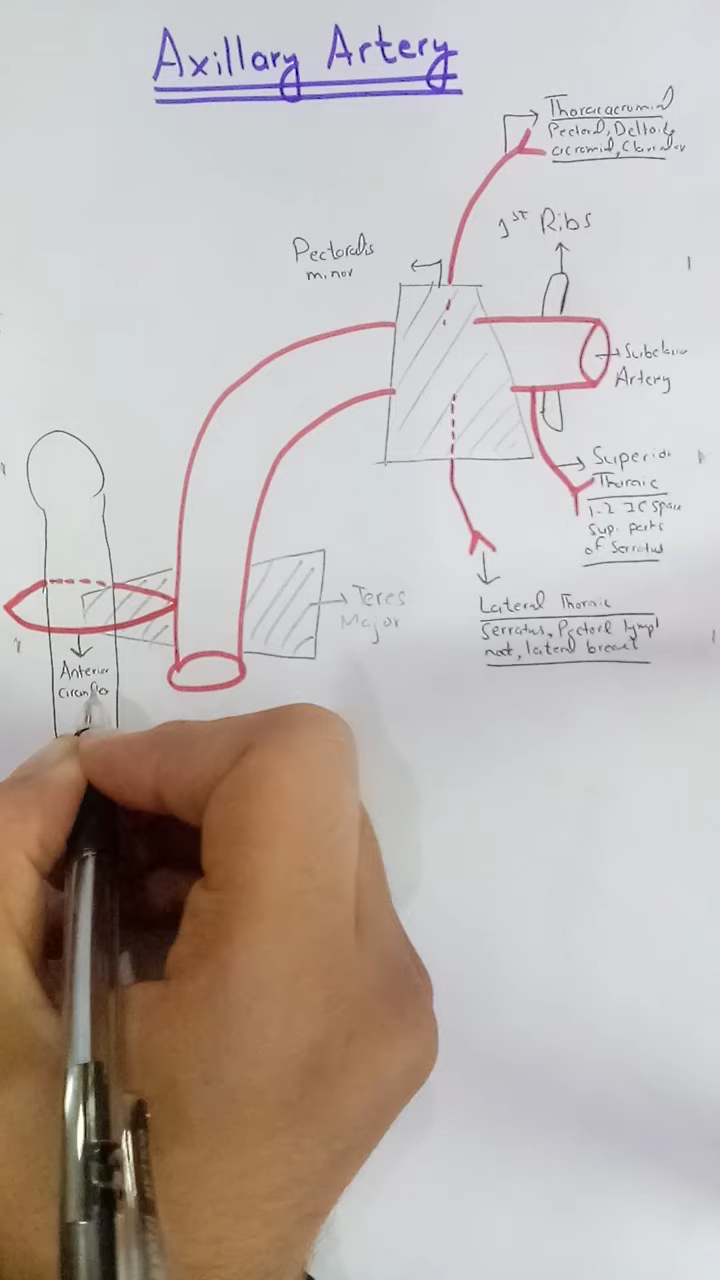 Axillary Artery
Thoracoacromial
Pectoral, Deltoid,
acromial, Clavicular
1ST Ribs
Pectoralis
minor
Subclavian
Artery
Superior
Thoracic
1-2 IC space
Sup. parts
of Serratus
Teres
Major
Lateral Thoracic
Serratus, Pectoral lymph
lateral breast
Anterior
Circumflex